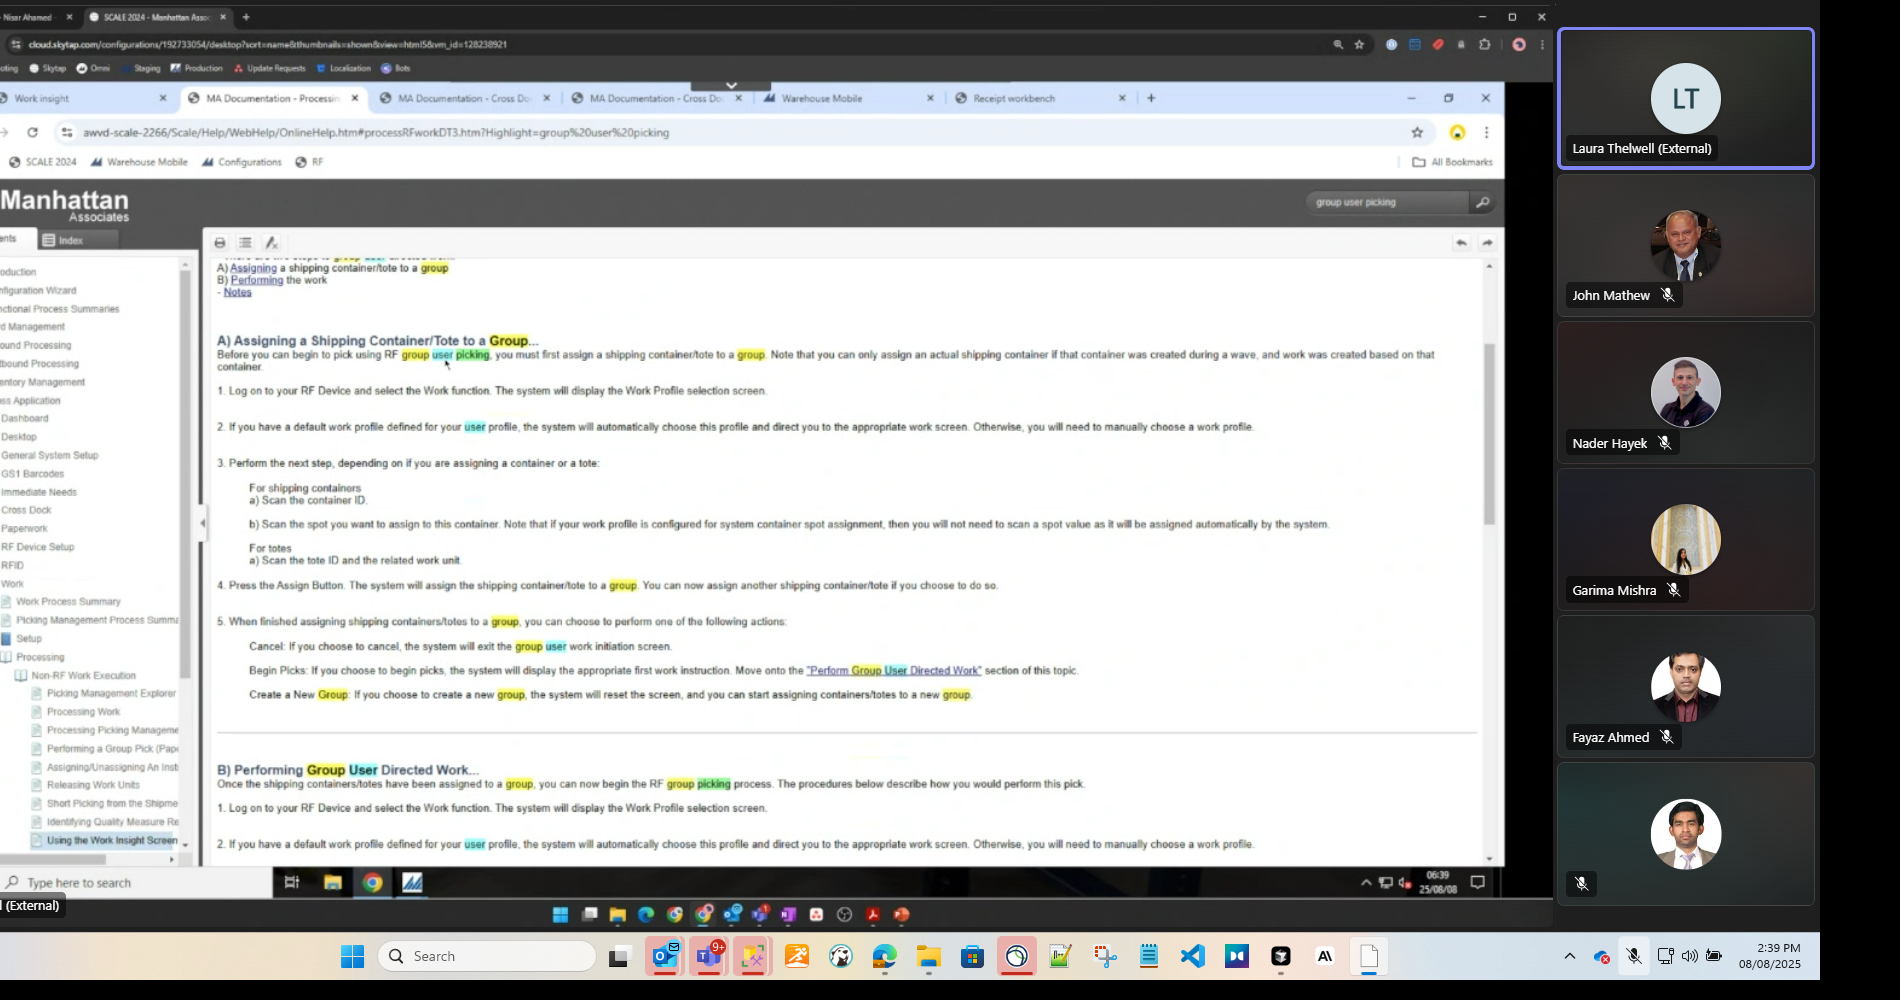 Nisar Ahamed
SCALE 2024 - Manhattan Assoc
cloud.skytap.com/configurations/192733054/desktop?sort=name&thumbnails=shown&view=html5&vm_id=128238921
Skytap
Omni
Staging
Production
Update Requests
Localization
Bots
Work insight
MA Documentation - Processin
MA Documentation - Cross Do
MA Documentation - Cross Do
Warehouse Mobile
Receipt workbench
awvd-scale-2266/Scale/Help/WebHelp/OnlineHelp.htm#processRFworkDT3.htm?Highlight=group%20user%20picking
SCALE 2024
Warehouse Mobile
Configurations
RF
All Bookmarks
Manhattan
Associates
group user picking
ents
Index
oduction
nfiguration Wizard
nctional Process Summaries
rd Management
ound Processing
tbound Processing
entory Management
ss Application
Dashboard
Desktop
General System Setup
GS1 Barcodes
Immediate Needs
Cross Dock
Paperwork
RF Device Setup
RFID
Work
Work Process Summary
Picking Management Process Summa
Setup
Processing
Non-RF Work Execution
Picking Management Explorer
Processing Work
Processing Picking Manageme
Performing a Group Pick (Pape
Assigning/Unassigning An Inst
Releasing Work Units
Short Picking from the Shipme
Identifying Quality Measure Re
Using the Work Insight Screen
A) Assigning a shipping container/tote to a group
B) Performing the work
- Notes
A) Assigning a Shipping Container/Tote to a Group...
Before you can begin to pick using RF group user picking, you must first assign a shipping container/tote to a group. Note that you can only assign an actual shipping container if that container was created during a wave, and work was created based on that
container.
1. Log on to your RF Device and select the Work function. The system will display the Work Profile selection screen.
2. If you have a default work profile defined for your user profile, the system will automatically choose this profile and direct you to the appropriate work screen. Otherwise, you will need to manually choose a work profile.
3. Perform the next step, depending on if you are assigning a container or a tote:
For shipping containers
a) Scan the container ID.
b) Scan the spot you want to assign to this container. Note that if your work profile is configured for system container spot assignment, then you will not need to scan a spot value as it will be assigned automatically by the system.
For totes
a) Scan the tote ID and the related work unit.
4. Press the Assign Button. The system will assign the shipping container/tote to a group. You can now assign another shipping container/tote if you choose to do so.
5. When finished assigning shipping containers/totes to a group, you can choose to perform one of the following actions:
Cancel: If you choose to cancel, the system will exit the group user work initiation screen.
Begin Picks: If you choose to begin picks, the system will display the appropriate first work instruction. Move onto the "Perform Group User Directed Work" section of this topic.
Create a New Group: If you choose to create a new group, the system will reset the screen, and you can start assigning containers/totes to a new group.
B) Performing Group User Directed Work...
Once the shipping containers/totes have been assigned to a group, you can now begin the RF group picking process. The procedures below describe how you would perform this pick.
1. Log on to your RF Device and select the Work function. The system will display the Work Profile selection screen.
2. If you have a default work profile defined for your user profile, the system will automatically choose this profile and direct you to the appropriate work screen. Otherwise, you will need to manually choose a work profile.
Type here to search
06:39
25/08/08
(External)
LT
Laura Thelwell (External)
John Mathew
Nader Hayek
Garima Mishra
Fayaz Ahmed
Search
9+
2:39 PM
08/08/2025